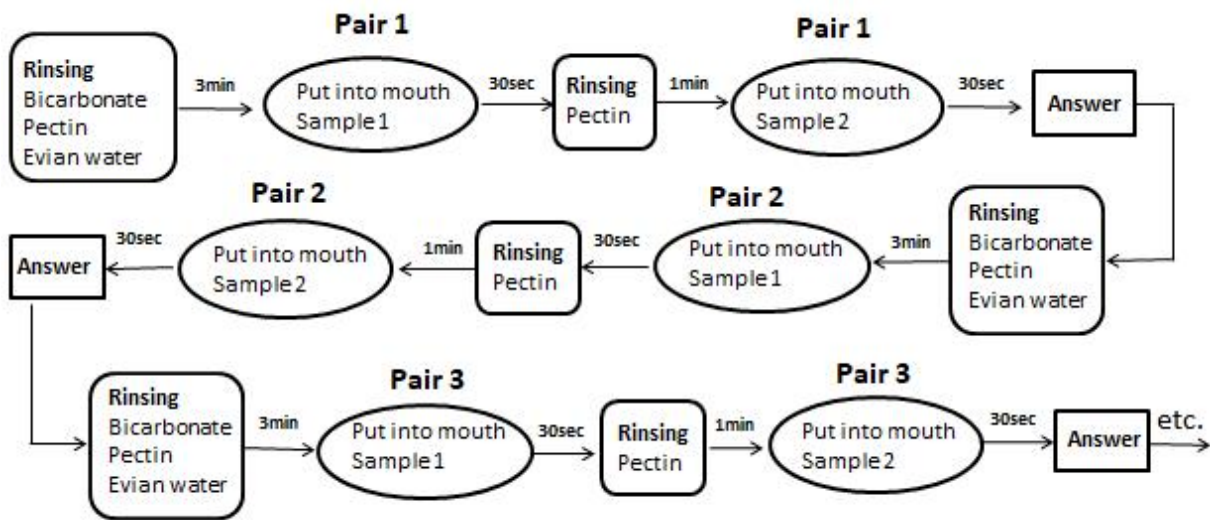 Pair 1
Pair 1
Rinsing
Bicarbonate
Pectin
Evian water
3min
Put into mouth
Sample 1
30sec
Rinsing
Pectin
1min
Put into mouth
Sample 2
30sec
Answer
Pair 2
Pair 2
Answer
30sec
Put into mouth
Sample 2
1min
Rinsing
Pectin
30sec
Put into mouth
Sample 1
3min
Rinsing
Bicarbonate
Pectin
Evian water
Pair 3
Pair 3
Rinsing
Bicarbonate
Pectin
Evian water
3min
Put into mouth
Sample 1
30sec
Rinsing
Pectin
1min
Put into mouth
Sample 2
30sec
Answer
etc.